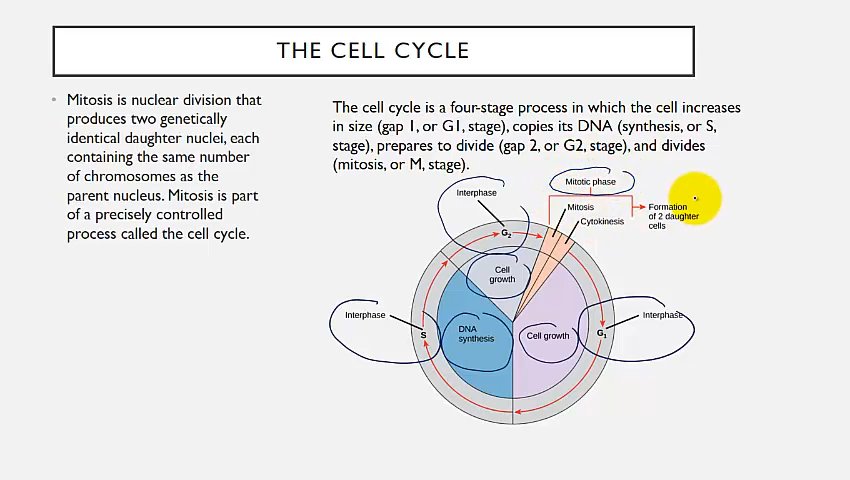 THE CELL CYCLE
Mitosis is nuclear division that
produces two genetically
identical daughter nuclei, each
containing the same number
of chromosomes as the
parent nucleus. Mitosis is part
of a precisely controlled
process called the cell cycle.
The cell cycle is a four-stage process in which the cell increases
in size (gap 1, or G1, stage), copies its DNA (synthesis, or S,
stage), prepares to divide (gap 2, or G2, stage), and divides
(mitosis, or M, stage).
Mitotic phase
Interphase
Mitosis
Formation
of 2 daughter
cells
Cytokinesis
G₂
Cell
growth
Interphase
S
DNA
synthesis
Cell growth
G₁
Interphase